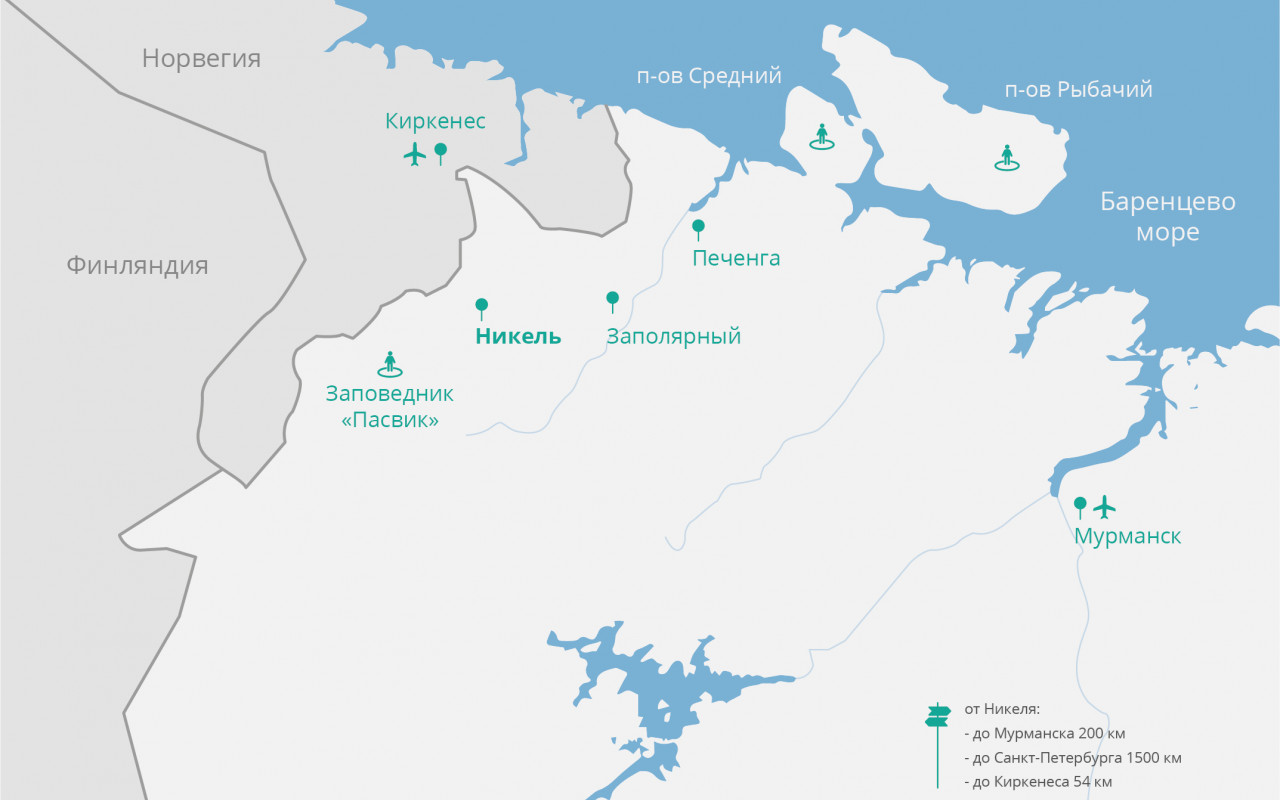 Норвегия
п-ов Средний
п-ов Рыбачий
Киркенес
Баренцево
море
Финляндия
Печенга
Никель
Заполярный
Заповедник
«Пасвик»
Мурманск
от Никеля:
- до Мурманска 200 км
- до Санкт-Петербурга 1500 км
- до Киркенеса 54 км